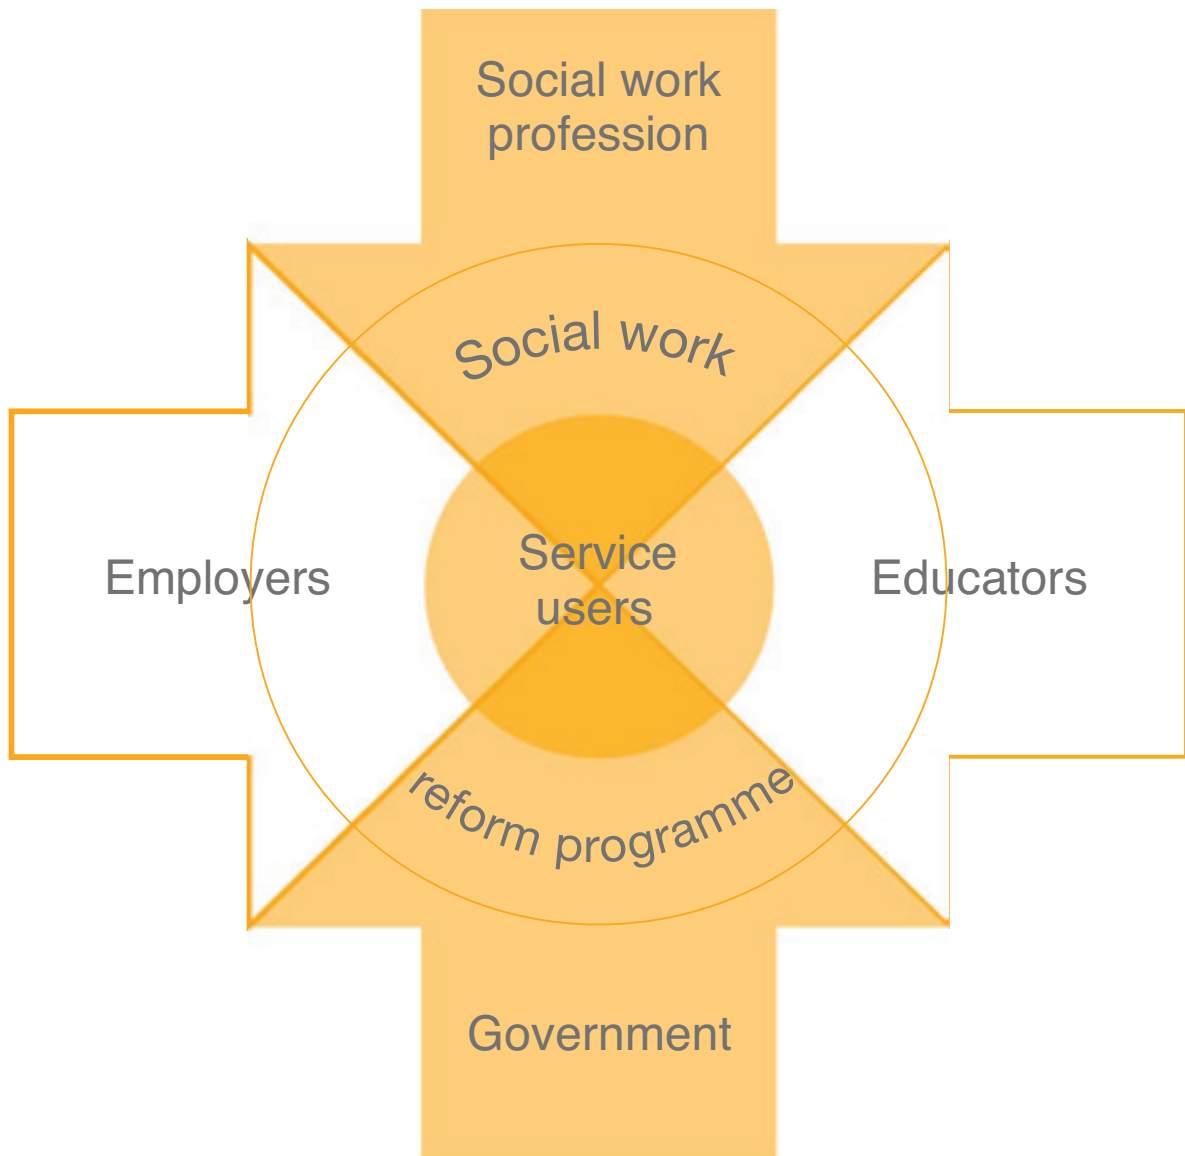 Social work
profession
Social work
Employers
Service
users
Educators
reform programme
Government